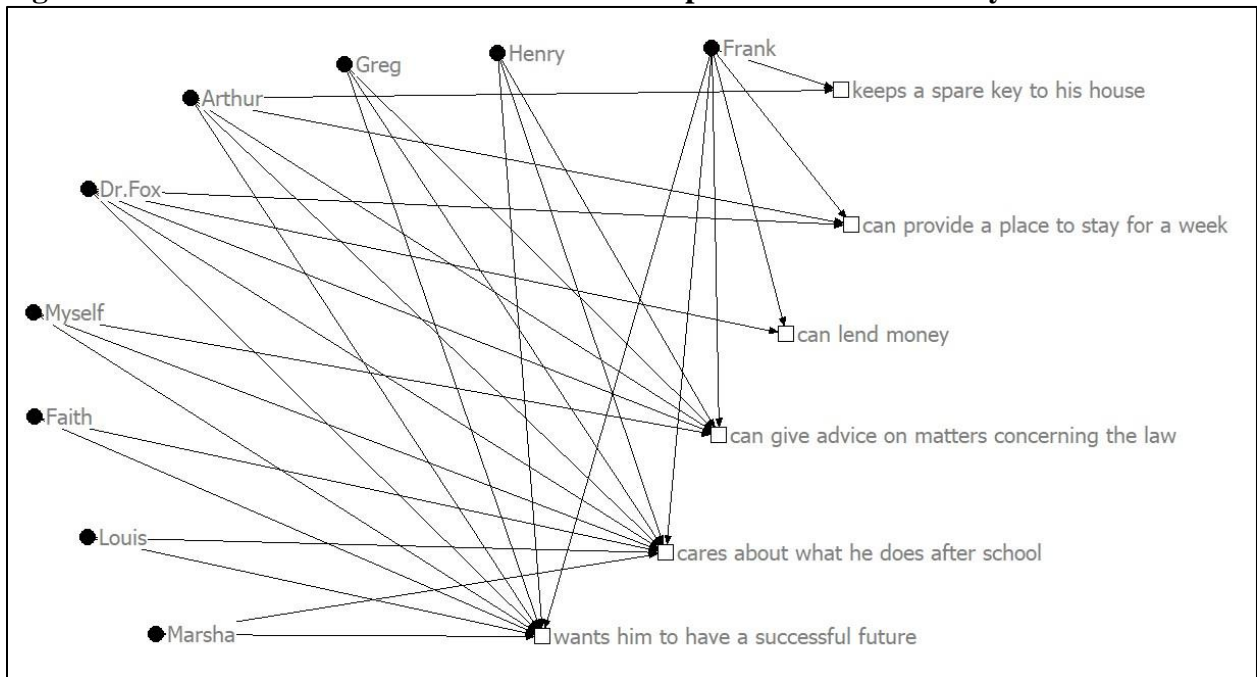 Frank
Henry
Greg
keeps a spare key to his house
Arthur
Dr.Fox
can provide a place to stay for a week
Myself
can lend money
Faith
can give advice on matters concerning the law
Louis
cares about what he does after school
Marsha
wants him to have a successful future